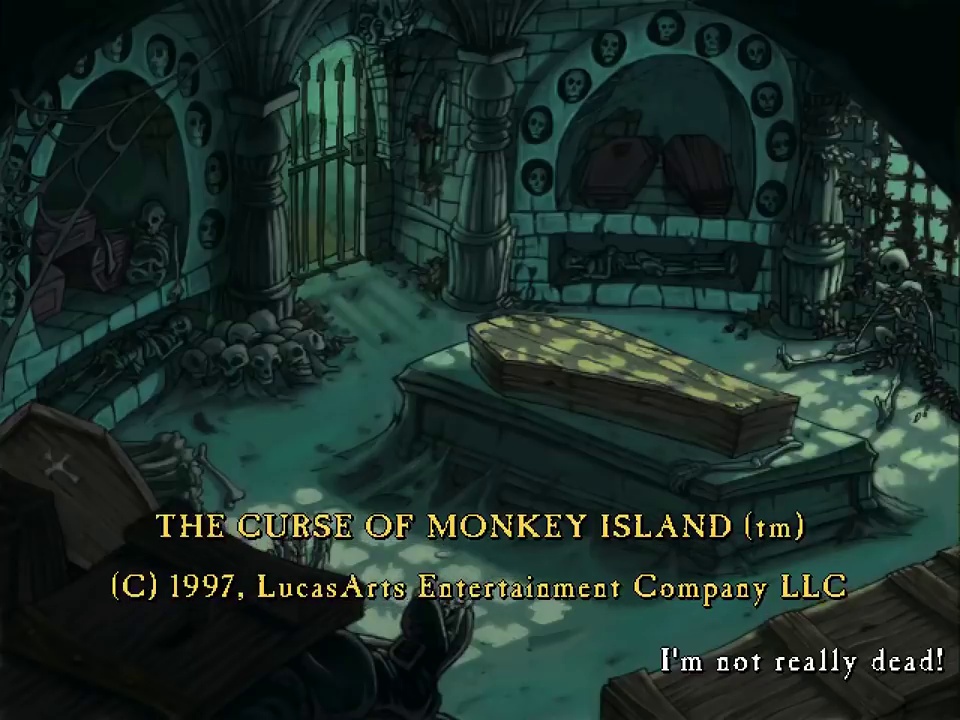 THE CURSE OF MONKEY ISLAND (tm)
(C) 1997, LucasArts Entertainment Company LLC
I'm not really dead!